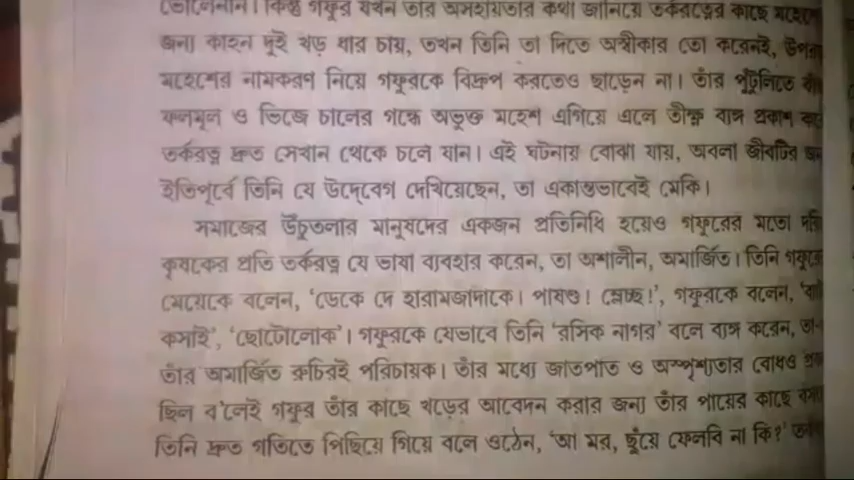 তোলেননি। কিন্তু গফুর যখন তার অসহায়তার কথা জানিয়ে তর্করত্নের কাছে মহেশের
জন্য কাহন দুই খড় ধার চায়, তখন তিনি তা দিতে অস্বীকার তো করেনই, উপরন্তু
মহেশের নামকরণ নিয়ে গফুরকে বিদ্রূপ করতেও ছাড়েন না। তাঁর পুঁটুলিতে
ফলমূল ও ভিজে চালের গন্ধে অভুক্ত মহেশ এগিয়ে এলে তীক্ষ্ণ ব্যঙ্গ প্রকাশ করে
তর্করত্ন দ্রুত সেখান থেকে চলে যান। এই ঘটনায় বোঝা যায়, অবলা জীবটির জন্য
ইতিপূর্বে তিনি যে উদ্‌বেগ দেখিয়েছেন, তা একান্তভাবেই মেকি।
সমাজের উঁচুতলার মানুষদের একজন প্রতিনিধি হয়েও গফুরের মতো দরিদ্র
কৃষকের প্রতি তর্করত্ন যে ভাষা ব্যবহার করেন, তা অশালীন, অমার্জিত। তিনি গফুরের
মেয়েকে বলেন, ‘ডেকে দে হারামজাদাকে। পাষণ্ড! ম্লেচ্ছ!’, গফুরকে বলেন,
কসাই’, ‘ছোটোলোক’। গফুরকে যেভাবে তিনি ‘রসিক নাগর’ বলে ব্যঙ্গ করেন,
তাঁর অমার্জিত রুচিরই পরিচায়ক। তাঁর মধ্যে জাতপাত ও অস্পৃশ্যতার বোধও
ছিল ব’লেই গফুর তাঁর কাছে খড়ের আবেদন করার জন্য তাঁর পায়ের কাছে
তিনি দ্রুত গতিতে পিছিয়ে গিয়ে বলে ওঠেন, ‘আ মর, ছুঁয়ে ফেলবি না কি?’